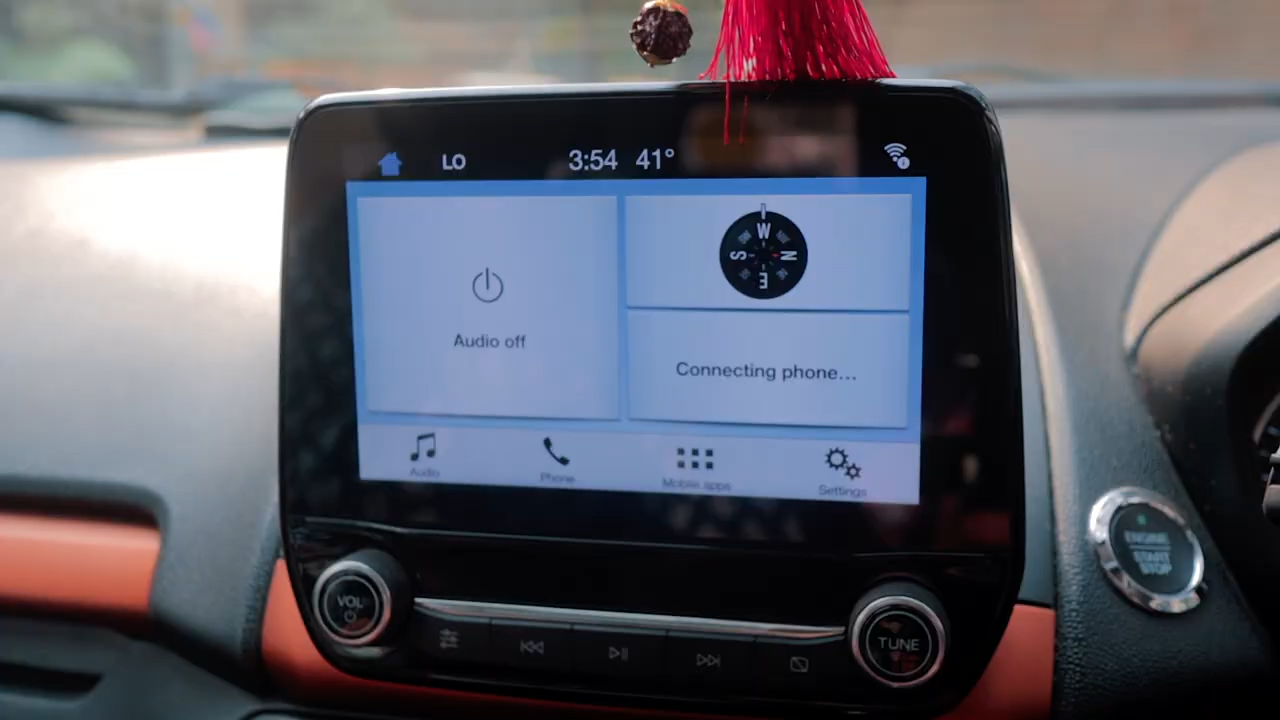 LO
3:54 41°
Audio off
W
S
N
E
Connecting phone...
Audio
Phone
Mobile apps
Settings
VOL
TUNE
ENGINE
START
STOP